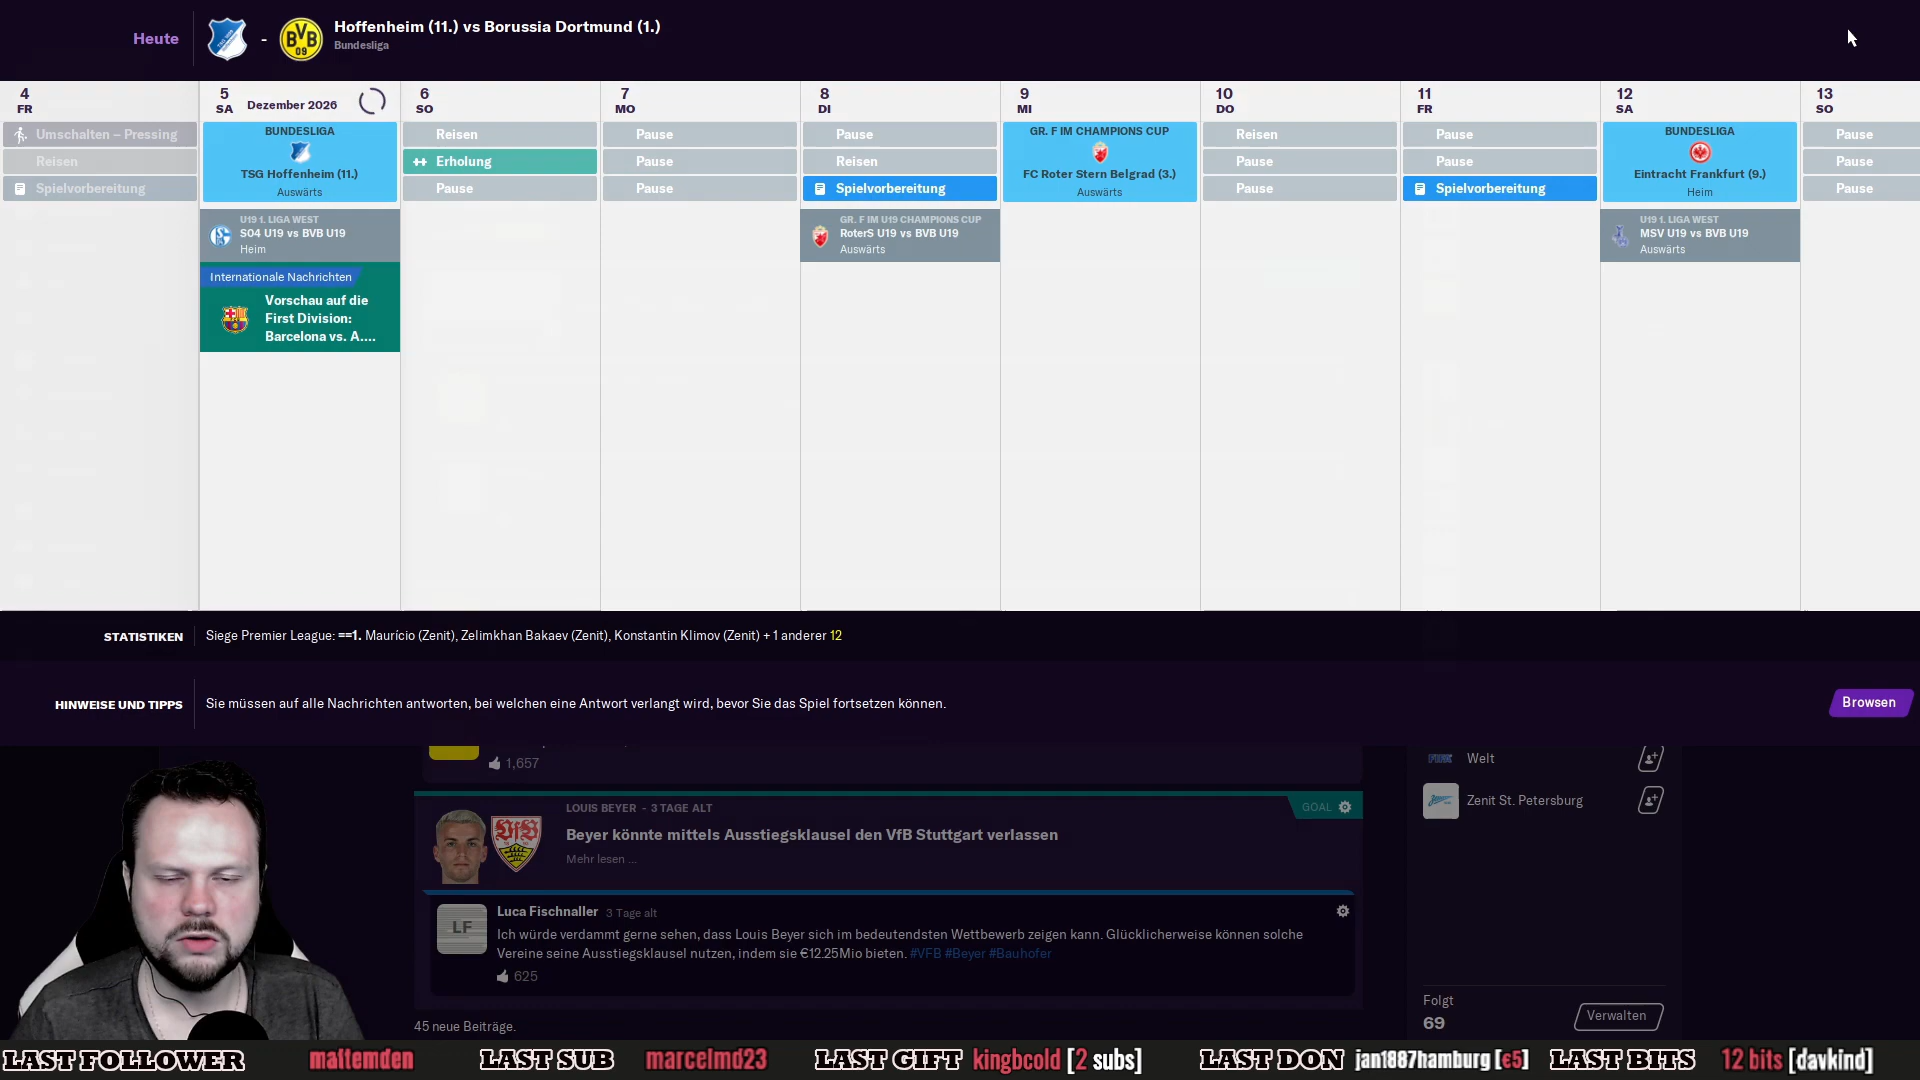 Heute
-
Hoffenheim (11.) vs Borussia Dortmund (1.)
Bundesliga
BVB
09
4
FR
5
SA
Dezember 2026
6
SO
7
MO
8
DI
9
MI
10
DO
11
FR
12
SA
13
SO
Umschalten – Pressing
Reisen
Spielvorbereitung
BUNDESLIGA
TSG Hoffenheim (11.)
Auswärts
U19 1. LIGA WEST
S04 U19 vs BVB U19
Heim
Internationale Nachrichten
Vorschau auf die
First Division:
Barcelona vs. A....
Reisen
Erholung
Pause
Pause
Pause
Pause
Pause
Reisen
Spielvorbereitung
GR. F IM U19 CHAMPIONS CUP
RoterS U19 vs BVB U19
Auswärts
GR. F IM CHAMPIONS CUP
FC Roter Stern Belgrad (3.)
Auswärts
Reisen
Pause
Pause
Pause
Pause
Spielvorbereitung
BUNDESLIGA
Eintracht Frankfurt (9.)
Heim
U19 1. LIGA WEST
MSV U19 vs BVB U19
Auswärts
Pause
Pause
Pause
STATISTIKEN
Siege Premier League: ==1. Maurício (Zenit), Zelimkhan Bakaev (Zenit), Konstantin Klimov (Zenit) + 1 anderer 12
HINWEISE UND TIPPS
Sie müssen auf alle Nachrichten antworten, bei welchen eine Antwort verlangt wird, bevor Sie das Spiel fortsetzen können.
Browsen
1,657
LOUIS BEYER - 3 TAGE ALT
GOAL
Beyer könnte mittels Ausstiegsklausel den VfB Stuttgart verlassen
Mehr lesen ...
LF
Luca Fischnaller 3 Tage alt
Ich würde verdammt gerne sehen, dass Louis Beyer sich im bedeutendsten Wettbewerb zeigen kann. Glücklicherweise können solche
Vereine seine Ausstiegsklausel nutzen, indem sie €12.25Mio bieten. #VFB #Beyer #Bauhofer
625
45 neue Beiträge.
Welt
Zenit St. Petersburg
Folgt
69
Verwalten
LAST FOLLOWER mattemden LAST SUB marcelmd23 LAST GIFT kingbcold [2 subs] LAST DON jan1887hamburg [€5] LAST BITS 12 bits [davkind]